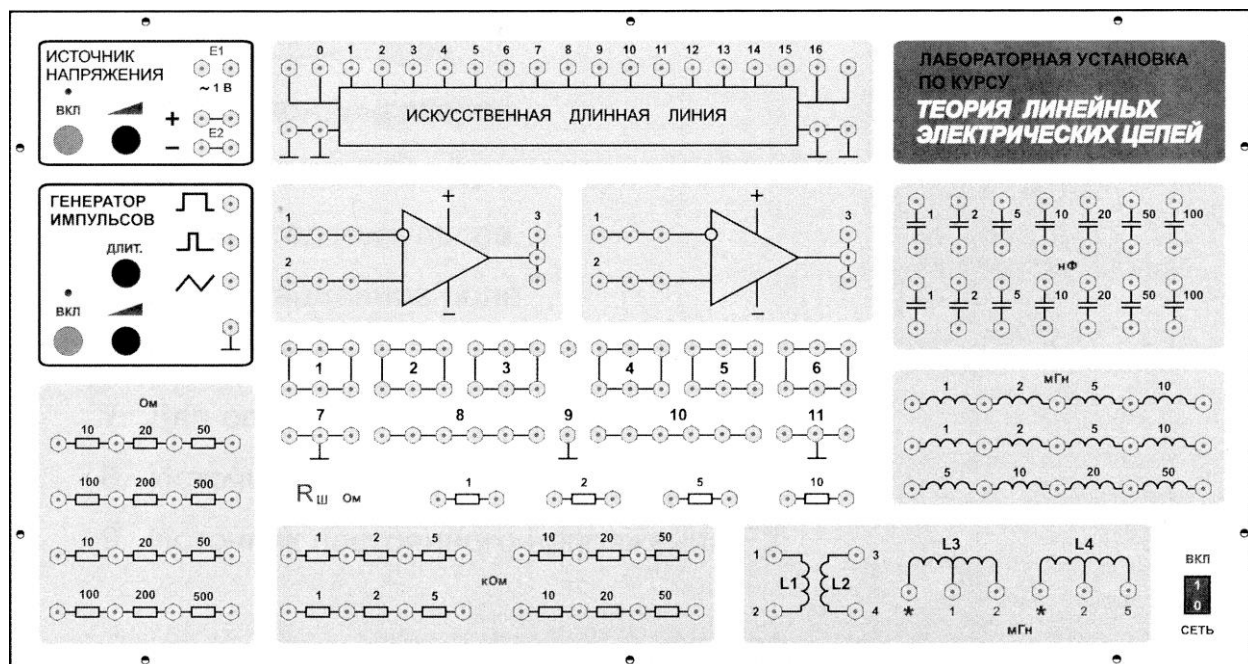 ИСТОЧНИК
НАПРЯЖЕНИЯ
E1
~ 1 В
ВКЛ
+
E2
−
0 1 2 3 4 5 6 7 8 9 10 11 12 13 14 15 16
ИСКУССТВЕННАЯ ДЛИННАЯ ЛИНИЯ
ЛАБОРАТОРНАЯ УСТАНОВКА
ПО КУРСУ
ТЕОРИЯ ЛИНЕЙНЫХ
ЭЛЕКТРИЧЕСКИХ ЦЕПЕЙ
ГЕНЕРАТОР
ИМПУЛЬСОВ
ДЛИТ.
ВКЛ
1 + 3
2
−
1 + 3
2
−
1 2 5 10 20 50 100
нФ
1 2 5 10 20 50 100
1 2 3 4 5 6
7 8 9 10 11
мГн
1 2 5 10
1 2 5 10
5 10 20 50
Ом
10 20 50
100 200 500
10 20 50
100 200 500
RШ Ом 1 2 5 10
1 2 5 10 20 50
кОм
1 2 5 10 20 50
1 3
L1 L2
2 4
L3 L4
* 1 2 * 2 5
мГн
ВКЛ
1
0
СЕТЬ